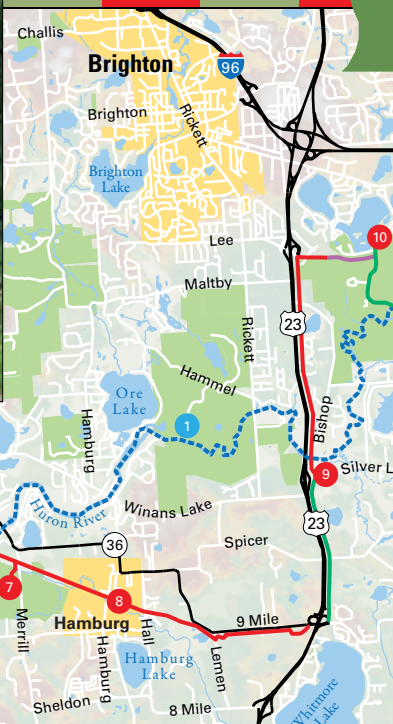 Challis
Brighton
96
Brighton
Rickett
Brighton
Lake
Lee
10
Maltby
23
Rickett
Hammel
Ore
Lake
Bishop
1
Hamburg
9
Silver L
Huron River
Winans Lake
23
36
Spicer
7
8
Merrill
Hamburg
Hall
9 Mile
Hamburg
Lake
Hamburg
Lemen
Sheldon
8 Mile
Whitmore
Lake